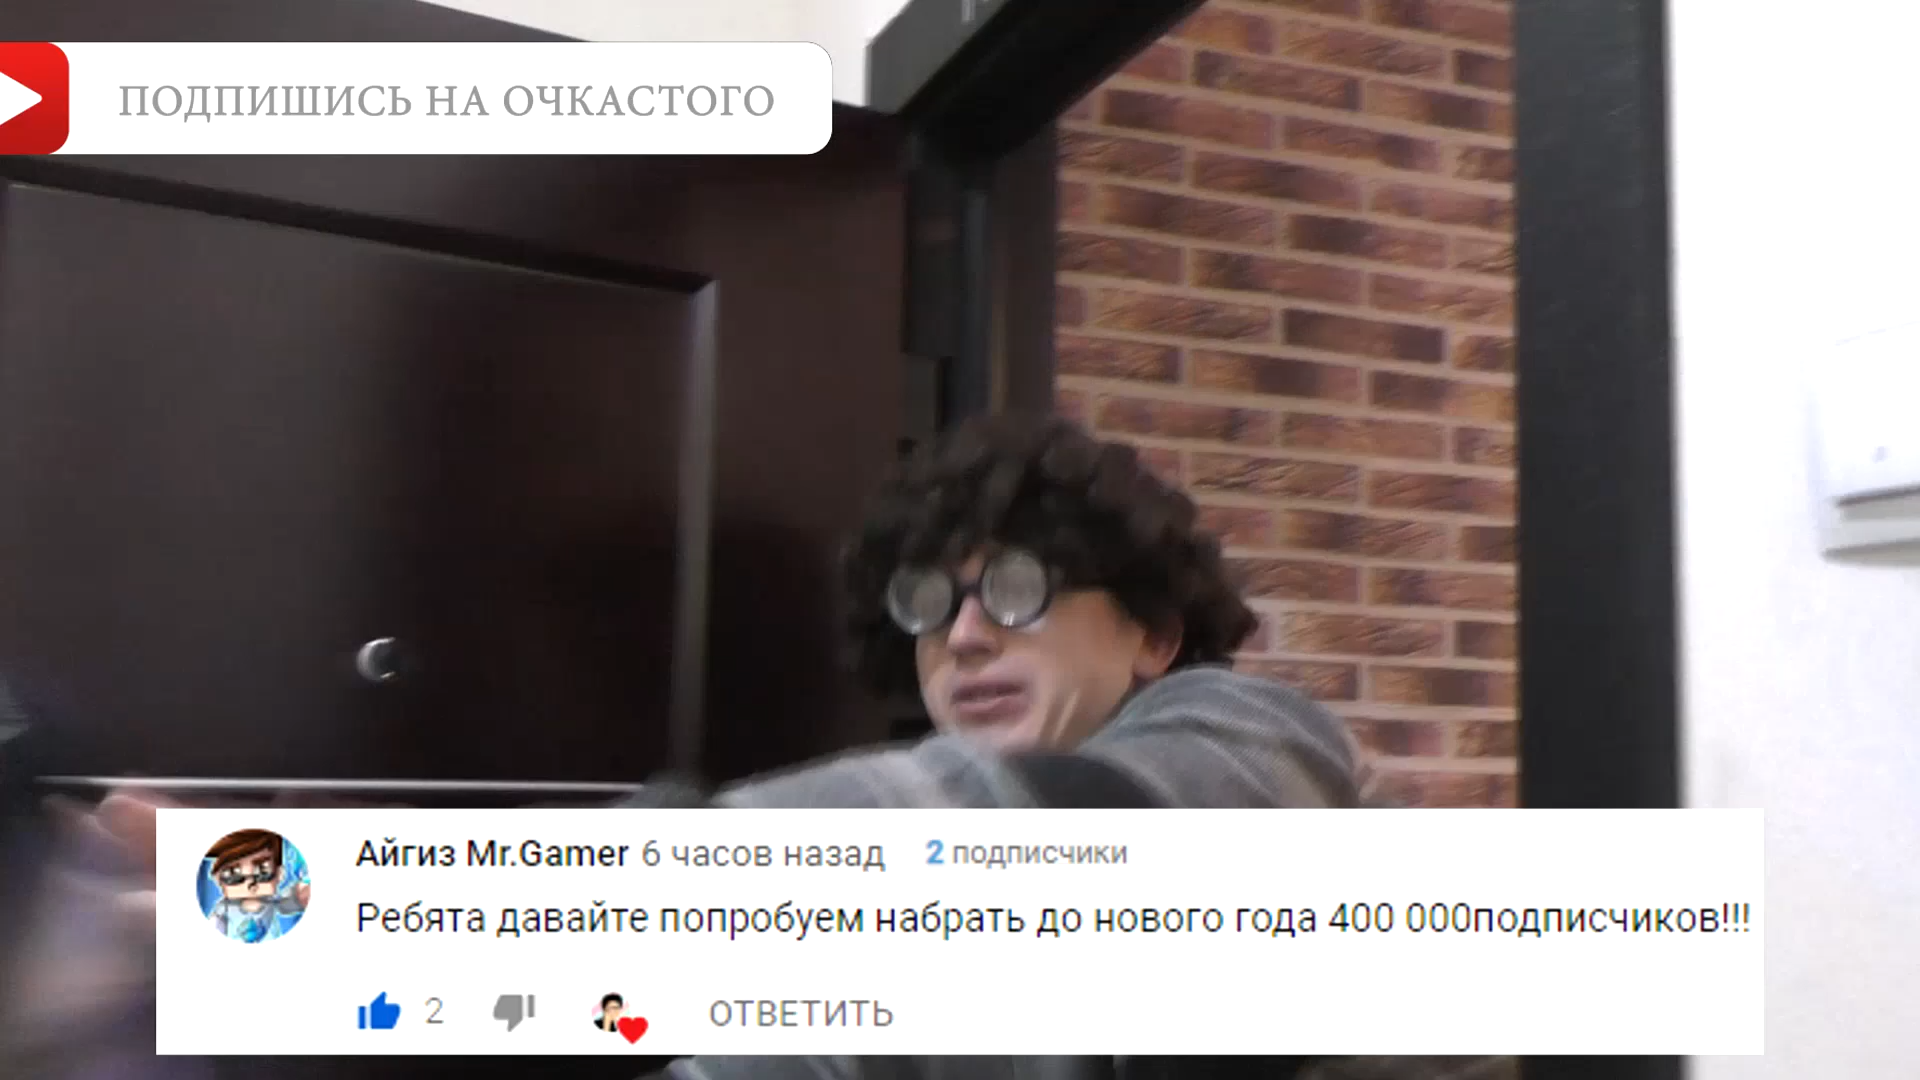 ПОДПИШИСЬ НА ОЧКАСТОГО
Айгиз Mr.Gamer 6 часов назад 2 подписчики
Ребята давайте попробуем набрать до нового года 400 000подписчиков!!!
2 ОТВЕТИТЬ